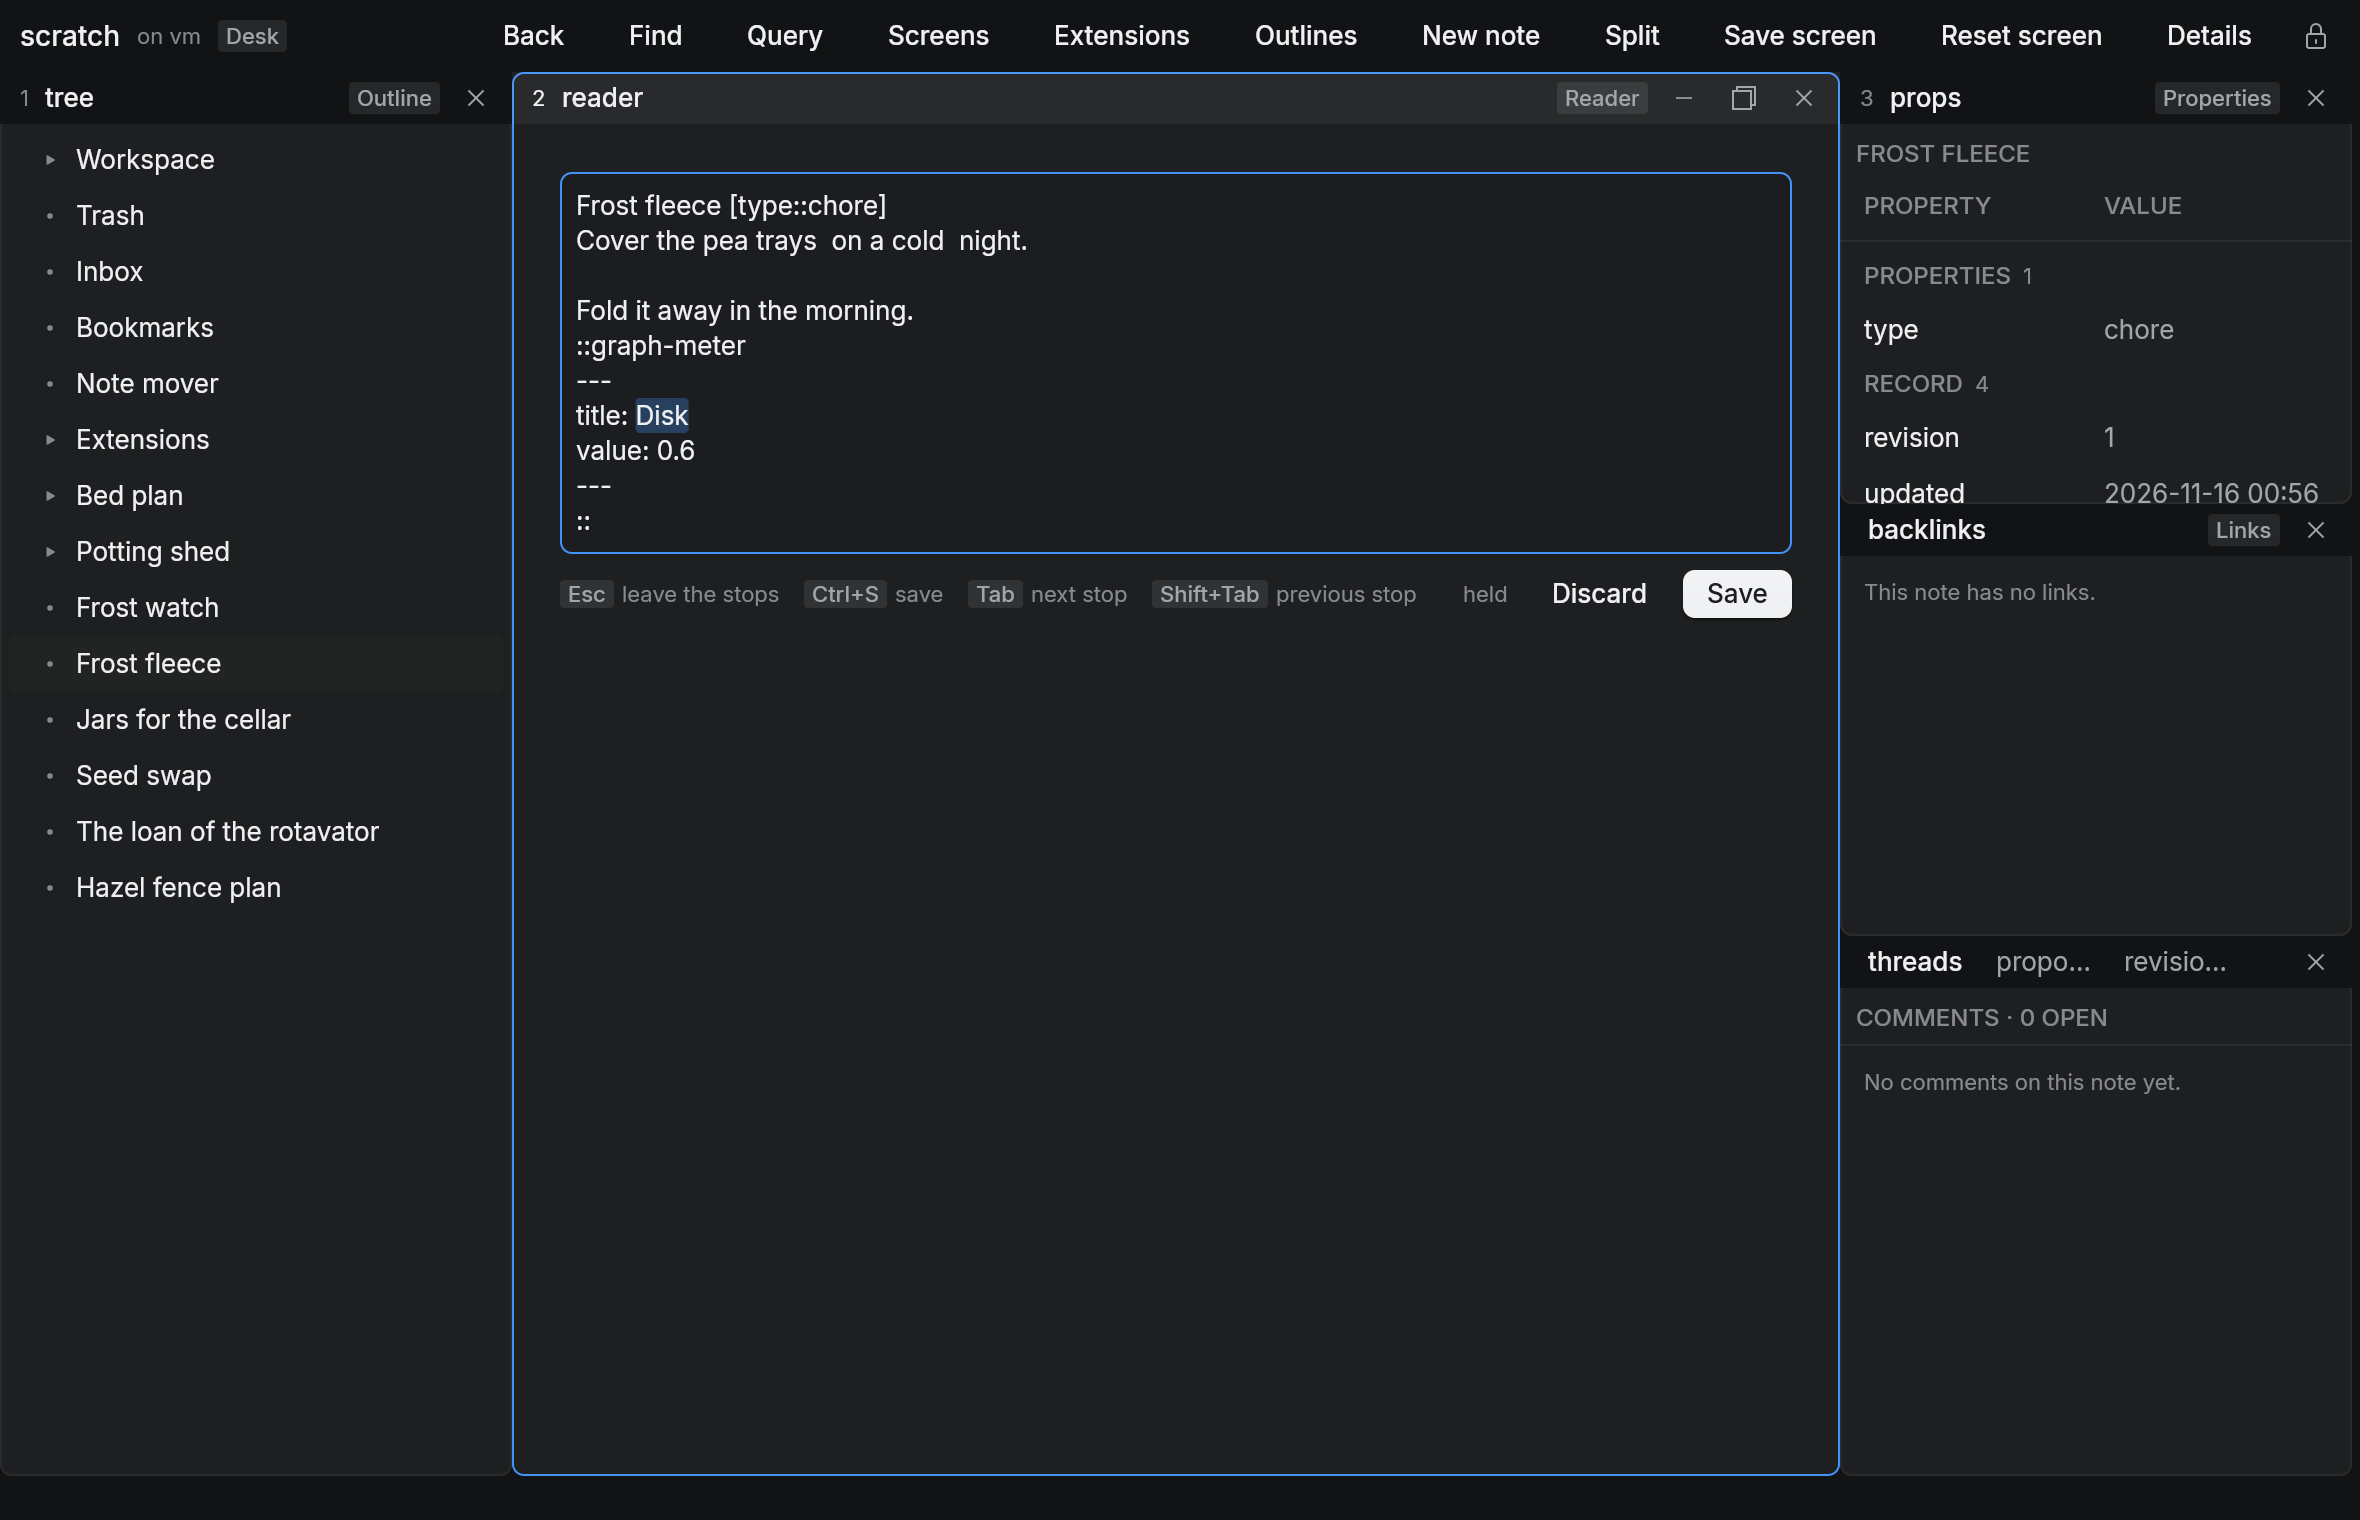 scratch on vm Desk Back Find Query Screens Extensions Outlines New note Split Save screen Reset screen Details
1 tree Outline
Workspace
Trash
Inbox
Bookmarks
Note mover
Extensions
Bed plan
Potting shed
Frost watch
Frost fleece
Jars for the cellar
Seed swap
The loan of the rotavator
Hazel fence plan
2 reader Reader
Frost fleece [type::chore]
Cover the pea trays  on a cold  night.
Fold it away in the morning.
::graph-meter
---
title: Disk
value: 0.6
---
::
Esc leave the stops Ctrl+S save Tab next stop Shift+Tab previous stop held Discard Save
3 props Properties
FROST FLEECE
PROPERTY VALUE
PROPERTIES 1
type chore
RECORD 4
revision 1
updated 2026-11-16 00:56
backlinks Links
This note has no links.
threads propo... revisio...
COMMENTS · 0 OPEN
No comments on this note yet.